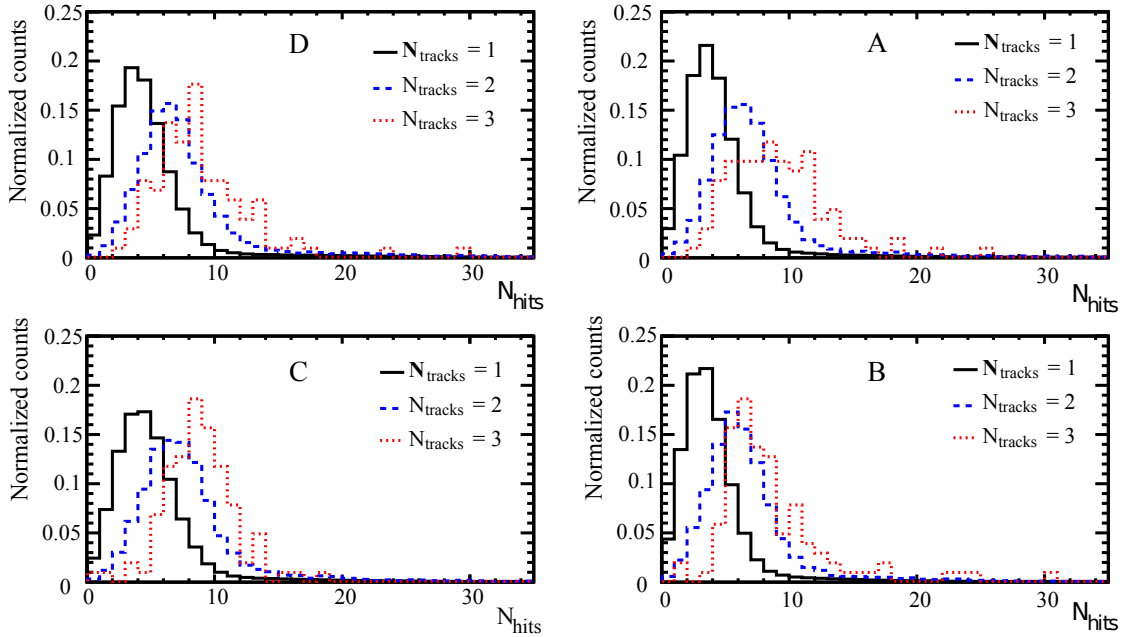 Normalized counts
0.25
0.2
0.15
0.1
0.05
0
D
N_tracks = 1
N_tracks = 2
N_tracks = 3
0 10 20 30
N_hits
Normalized counts
0.25
0.2
0.15
0.1
0.05
0
A
N_tracks = 1
N_tracks = 2
N_tracks = 3
0 10 20 30
N_hits
Normalized counts
0.25
0.2
0.15
0.1
0.05
0
C
N_tracks = 1
N_tracks = 2
N_tracks = 3
0 10 20 30
N_hits
Normalized counts
0.25
0.2
0.15
0.1
0.05
0
B
N_tracks = 1
N_tracks = 2
N_tracks = 3
0 10 20 30
N_hits